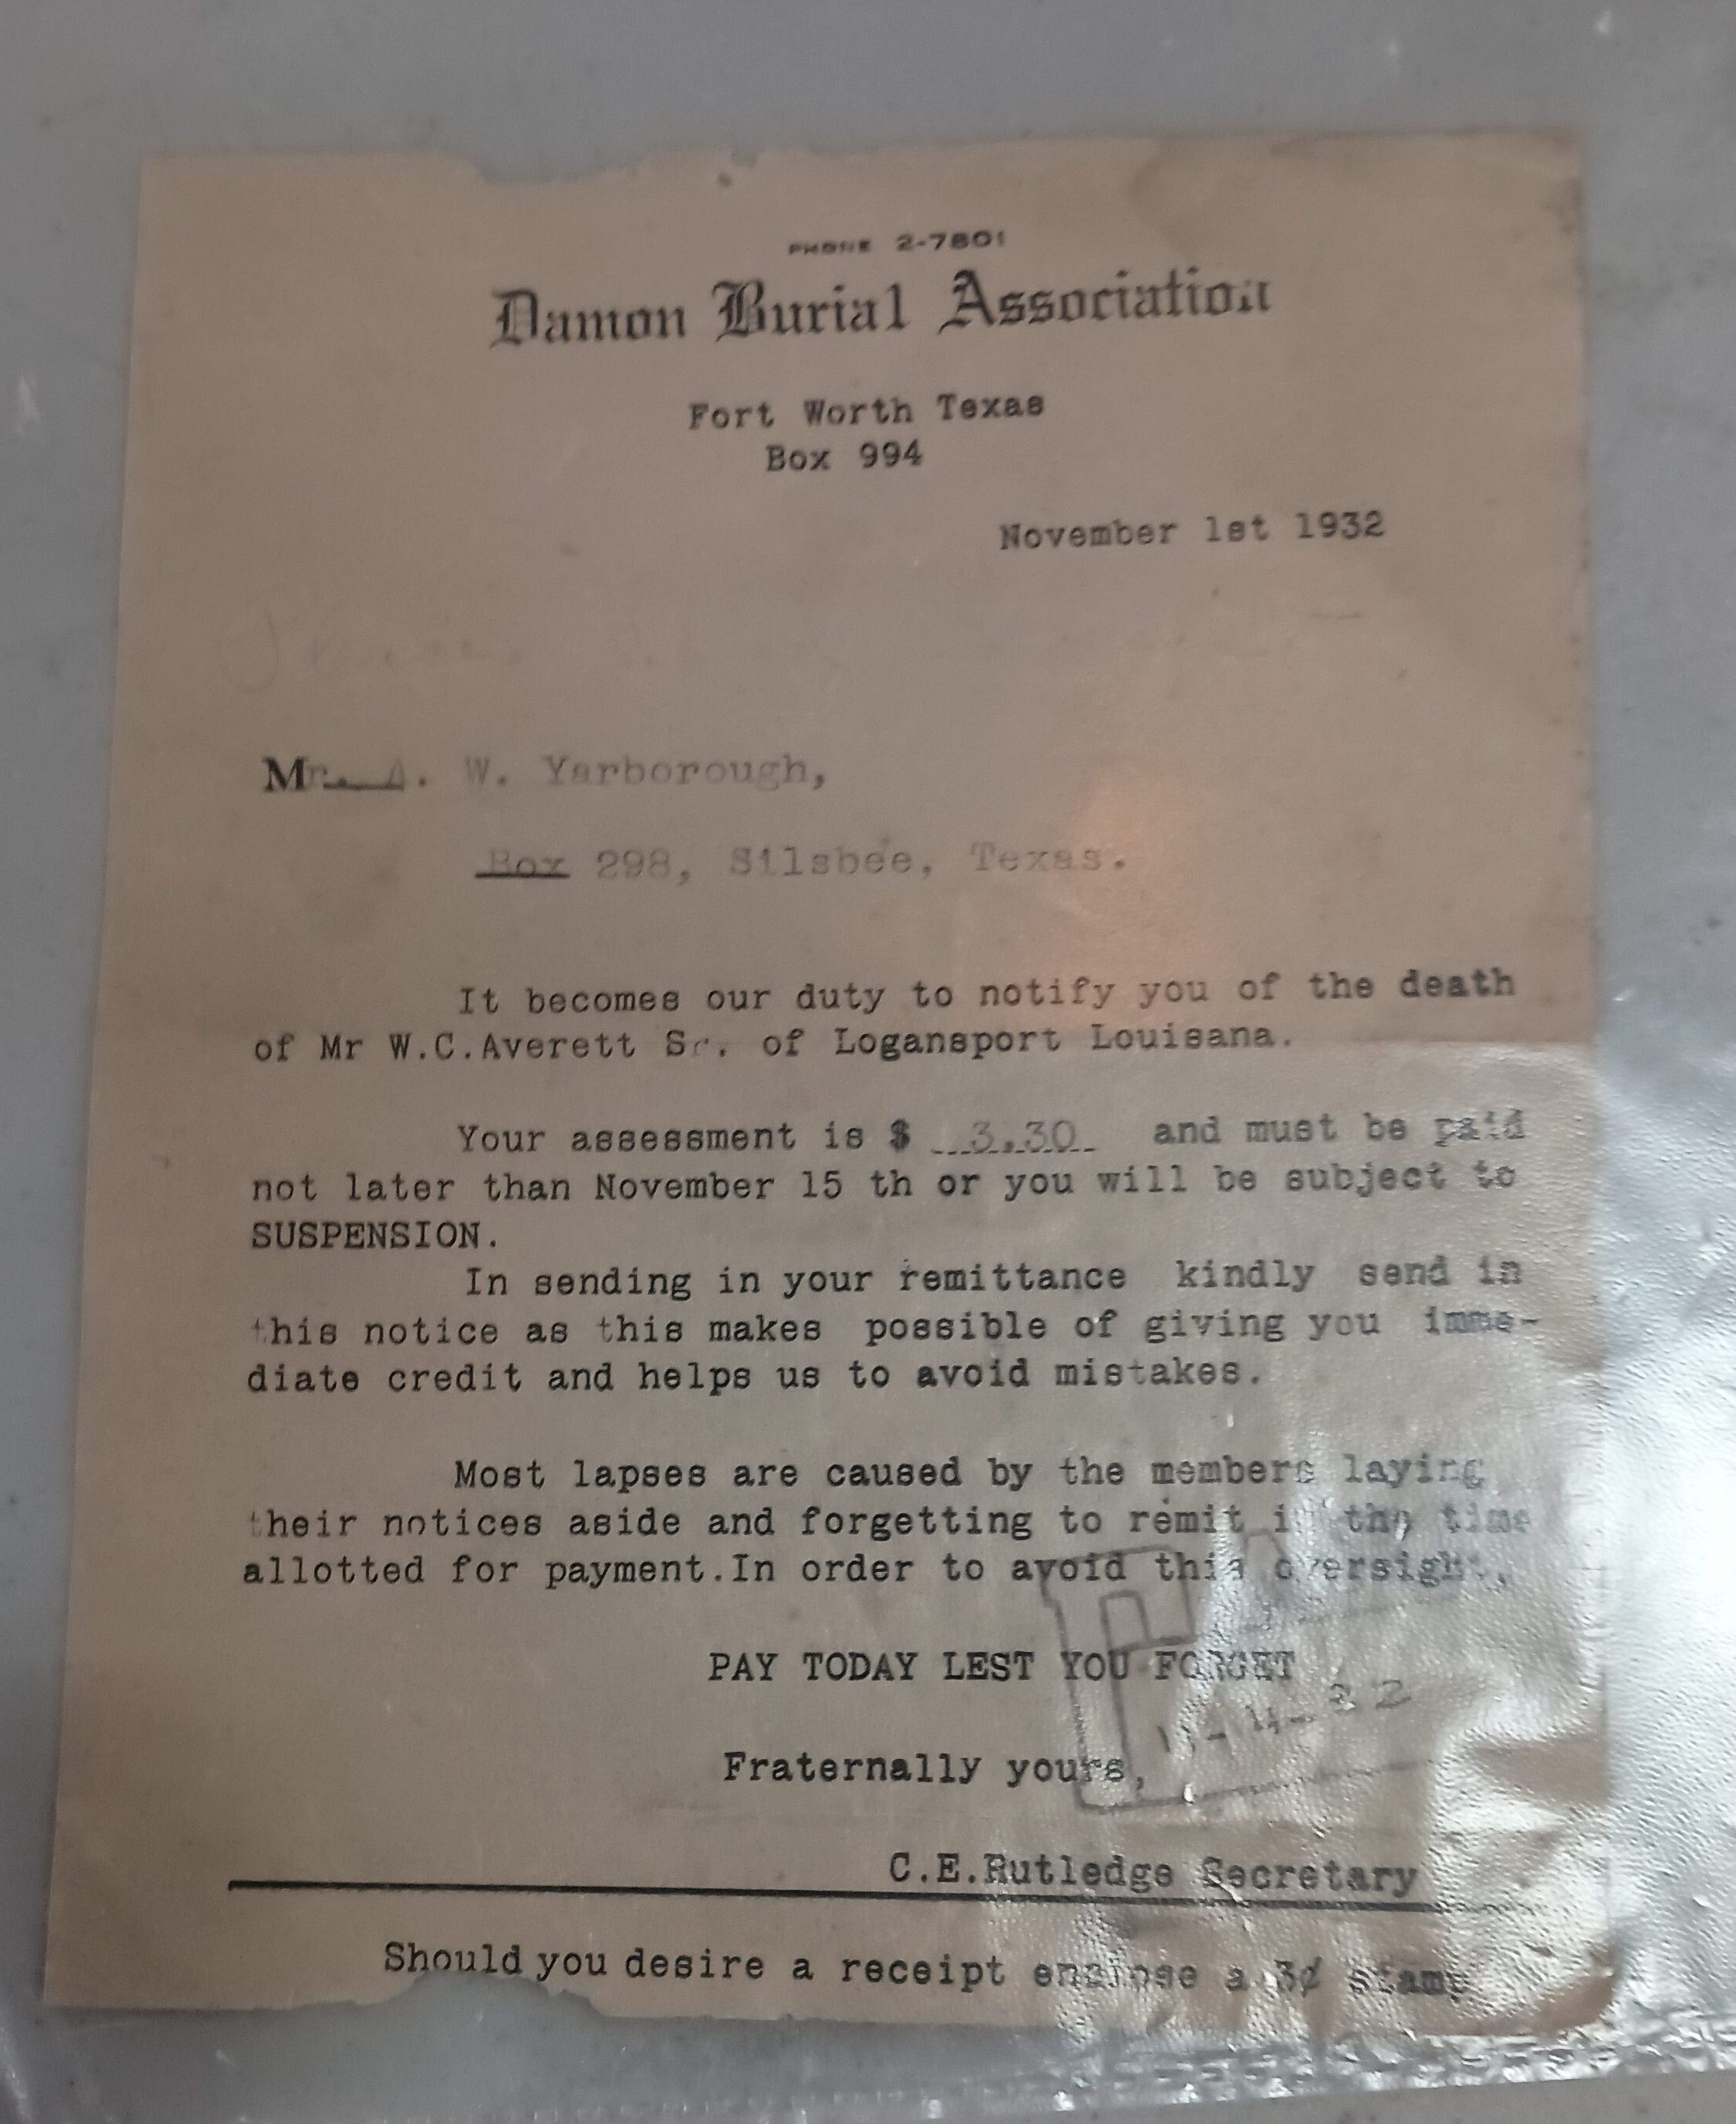 PHONE 2-7801
Damon Burial Association
Fort Worth Texas
Box 994
November 1st 1932
Mr. A. W. Yarborough,
Box 298, Silsbee, Texas.
It becomes our duty to notify you of the death
of Mr W.C.Averett Sr. of Logansport Louisana.
Your assessment is $ 3.30 and must be paid
not later than November 15 th or you will be subject to
SUSPENSION.
In sending in your remittance kindly send in
this notice as this makes possible of giving you imme-
diate credit and helps us to avoid mistakes.
Most lapses are caused by the members laying
their notices aside and forgetting to remit in the time
allotted for payment.In order to avoid this oversight,
PAY TODAY LEST YOU FORGET
Fraternally yours,
C.E.Rutledge Secretary
Should you desire a receipt enclose a 3¢ stamp